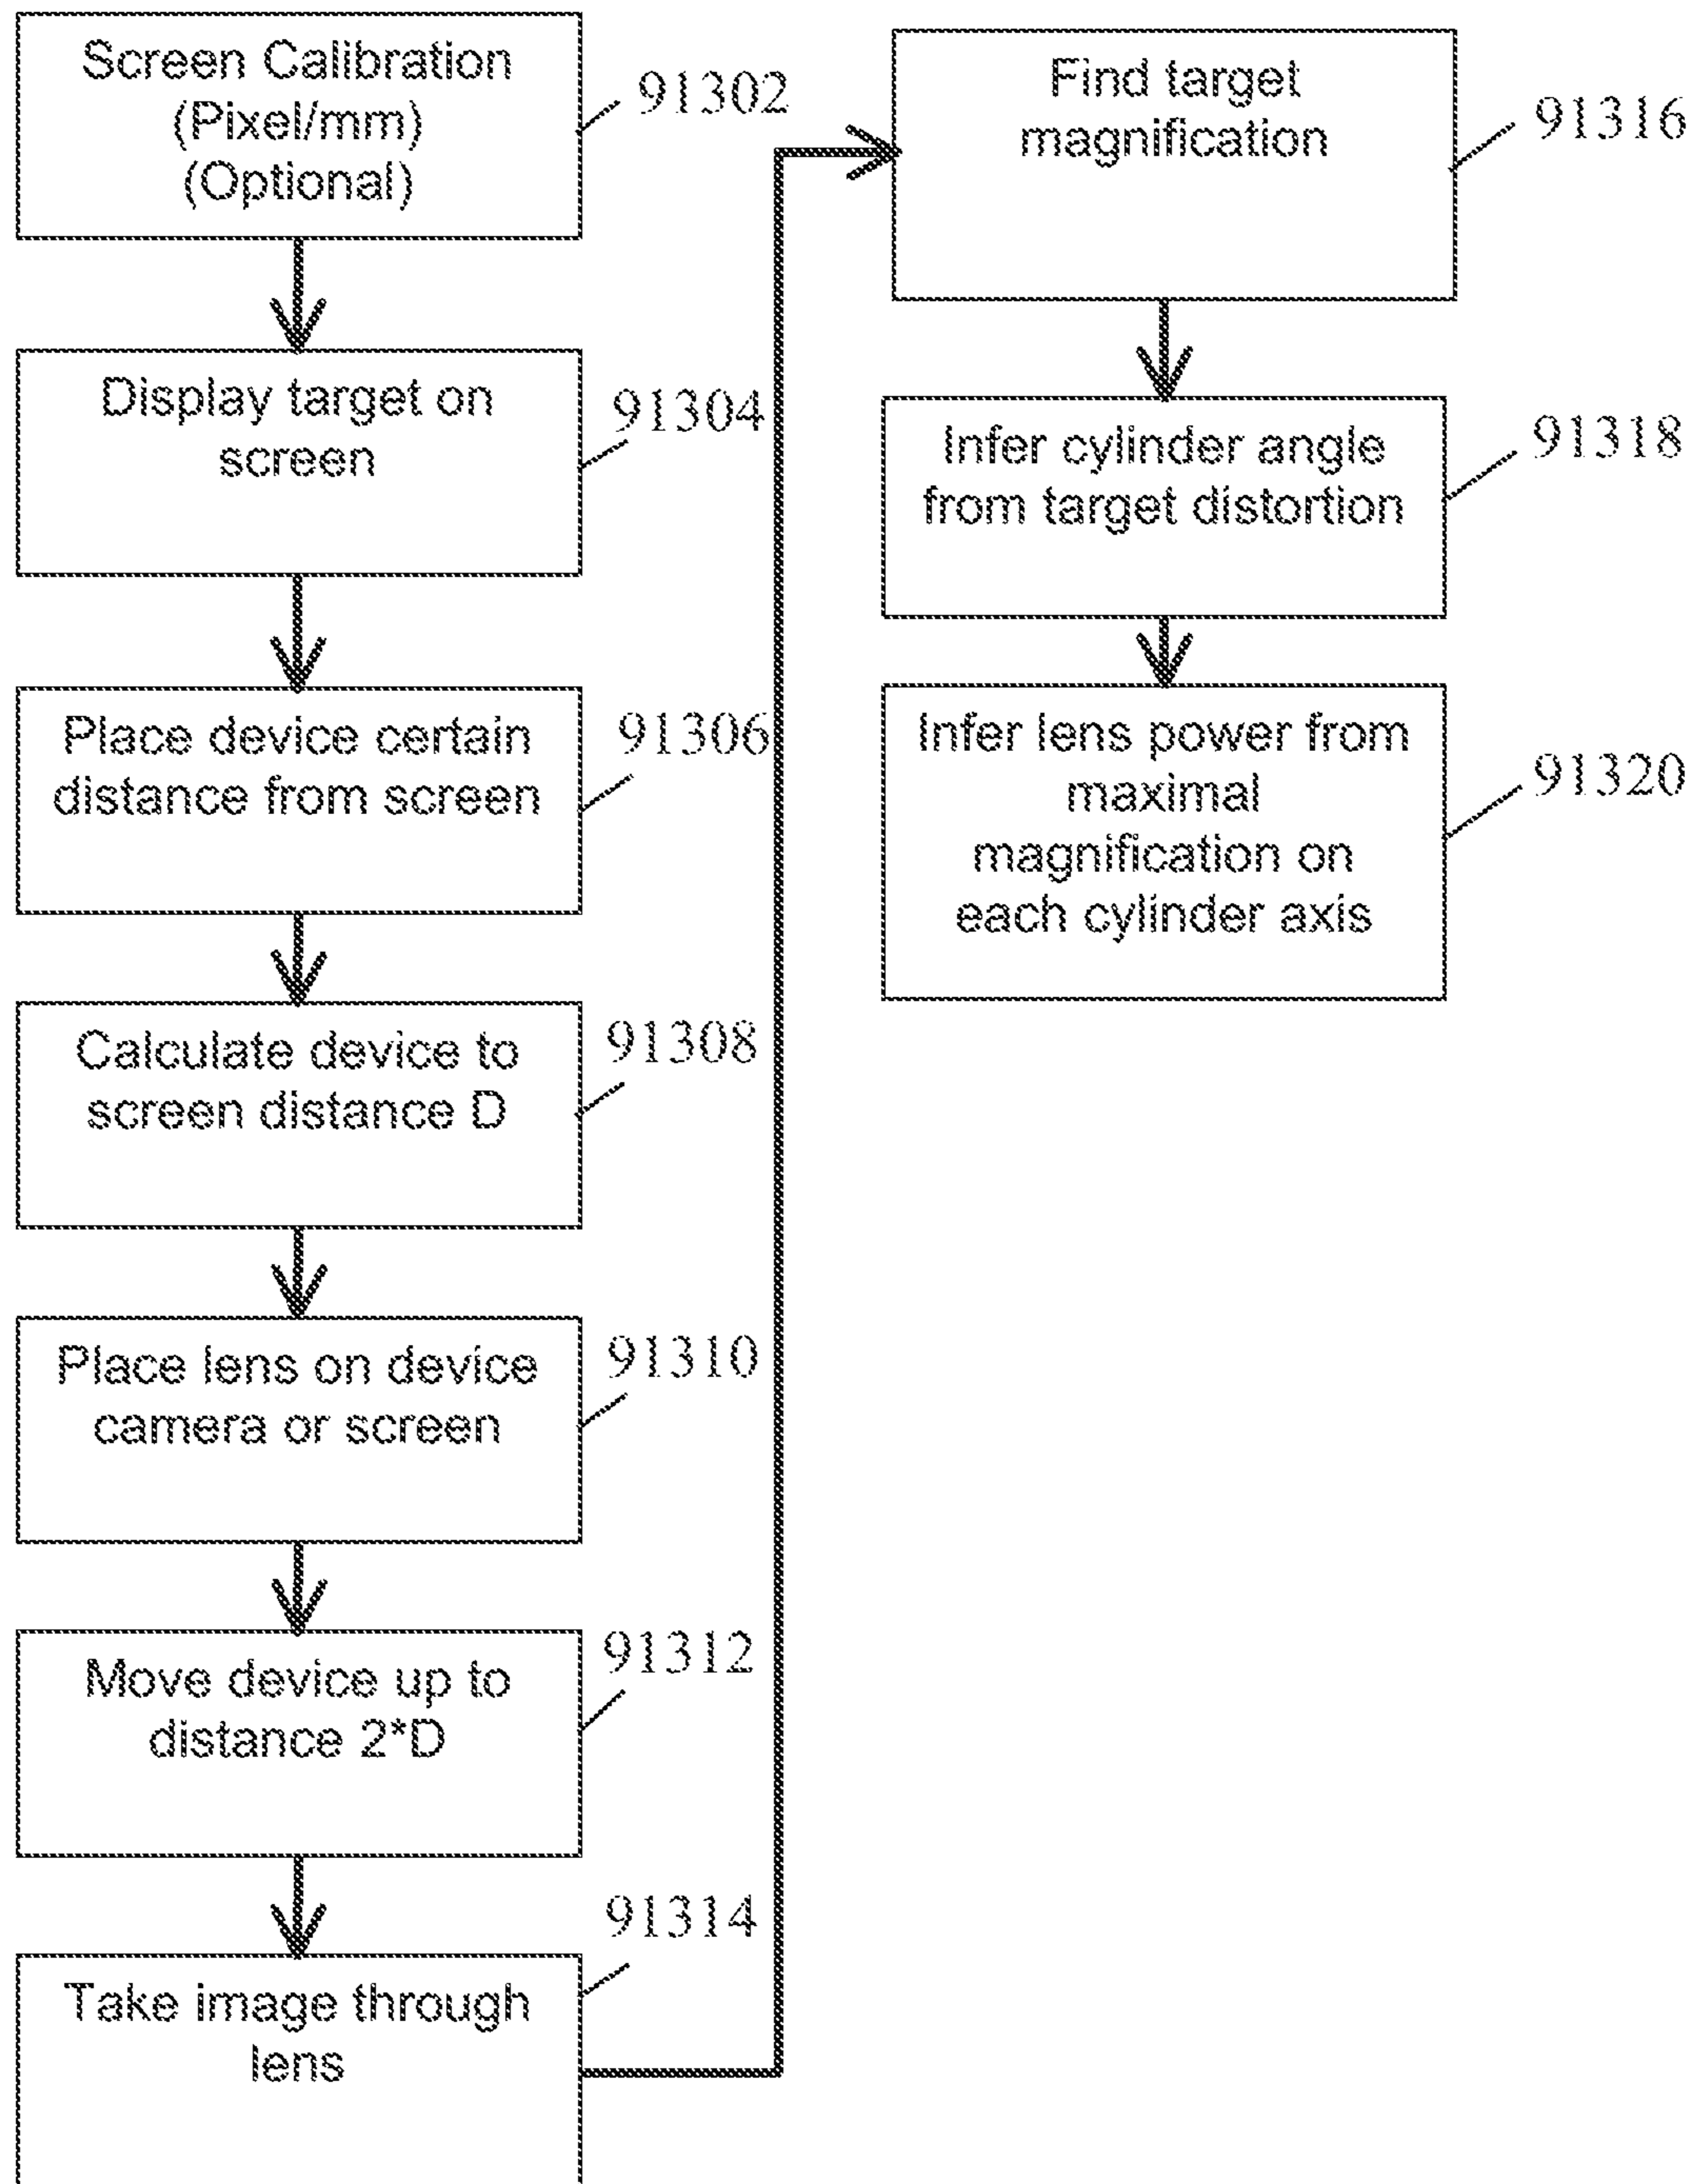 Screen Calibration
(Pixel/mm)
(Optional)
91302
Display target on
screen
91304
Place device certain
distance from screen
91306
Calculate device to
screen distance D
91308
Place lens on device
camera or screen
91310
Move device up to
distance 2*D
91312
Take image through
lens
91314
Find target
magnification
91316
Infer cylinder angle
from target distortion
91318
Infer lens power from
maximal
magnification on
each cylinder axis
91320